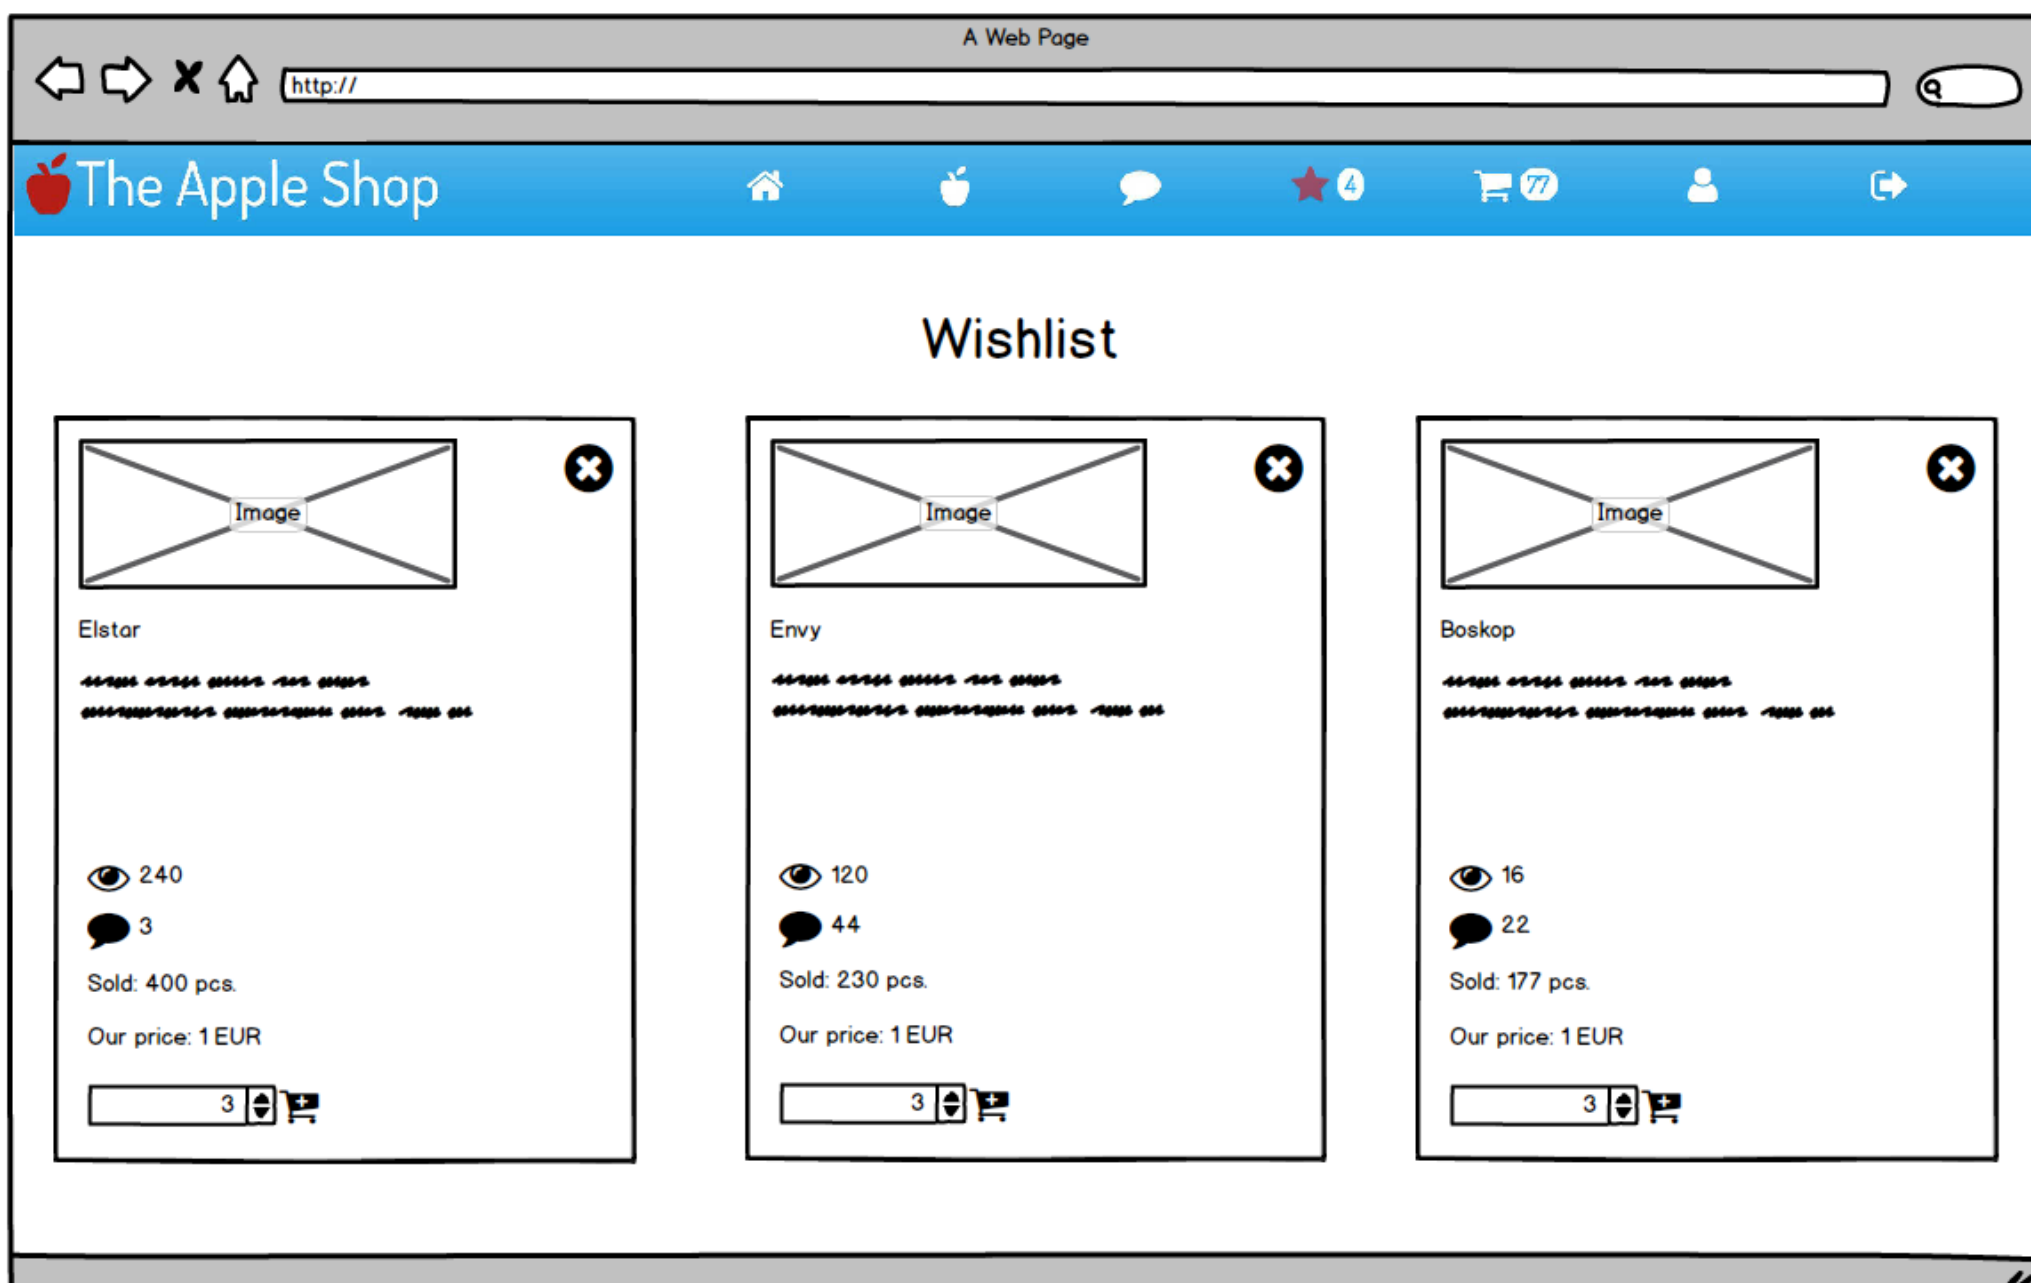 A Web Page
http://
The Apple Shop
4
77
Wishlist
Image
Elstar
240
3
Sold: 400 pcs.
Our price: 1 EUR
3
Image
Envy
120
44
Sold: 230 pcs.
Our price: 1 EUR
3
Image
Boskop
16
22
Sold: 177 pcs.
Our price: 1 EUR
3